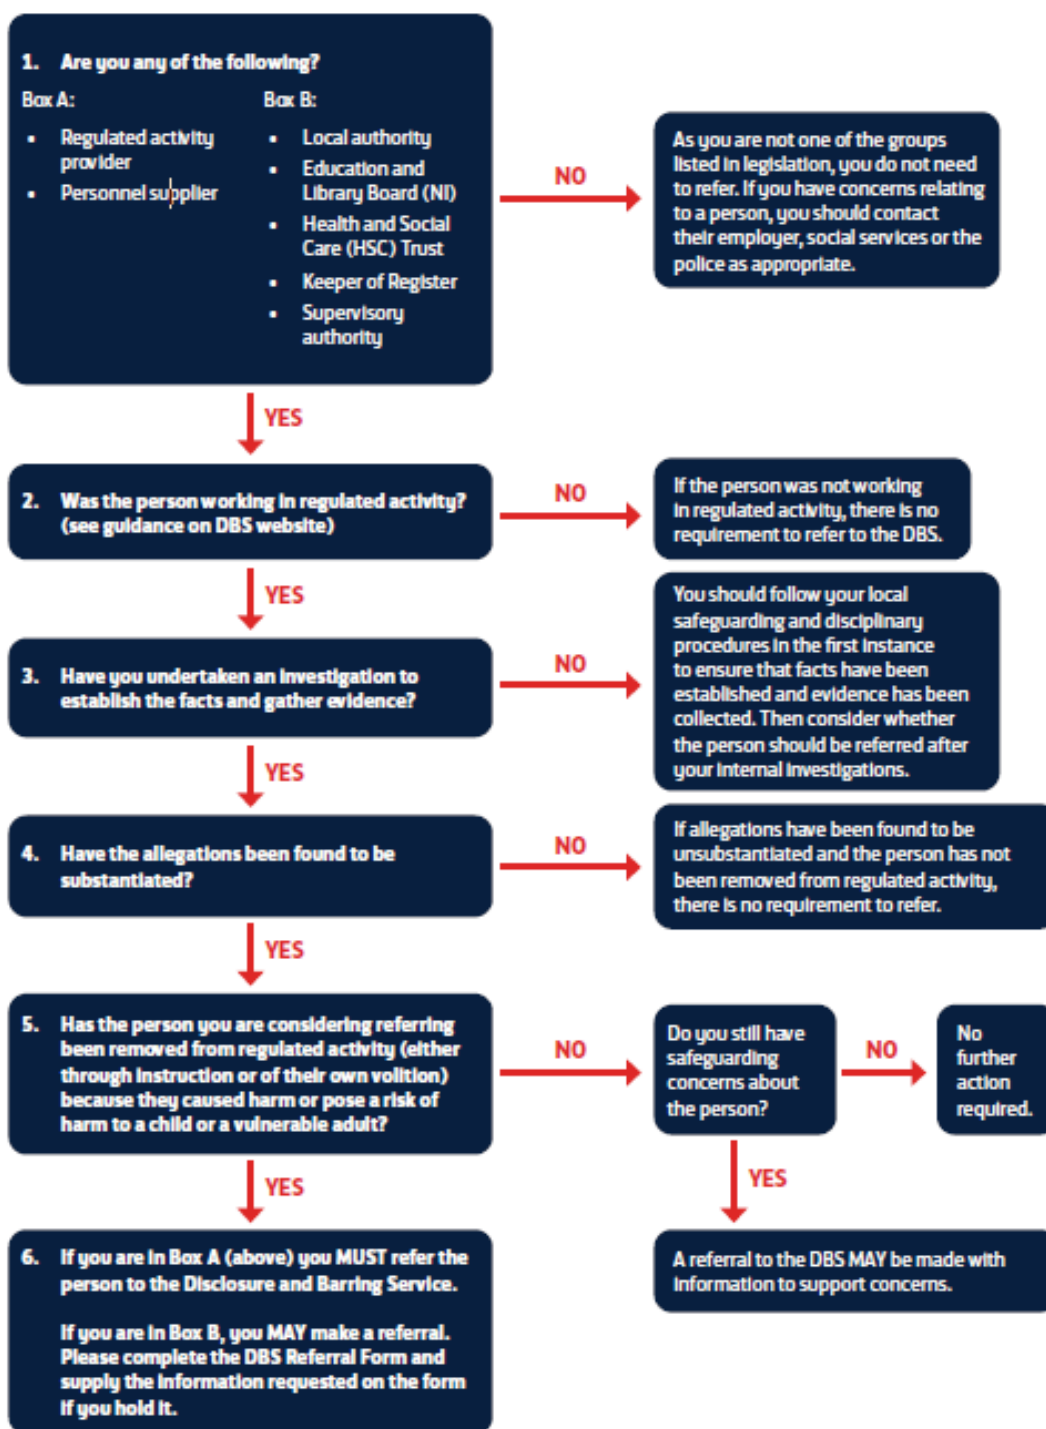 1. Are you any of the following?
Box A:
• Regulated activity
provider
• Personnel supplier
Box B:
• Local authority
• Education and
Library Board (NI)
• Health and Social
Care (HSC) Trust
• Keeper of Register
• Supervisory
authority
NO
As you are not one of the groups
listed in legislation, you do not need
to refer. If you have concerns relating
to a person, you should contact
their employer, social services or the
police as appropriate.
YES
2. Was the person working in regulated activity?
(see guidance on DBS website)
NO
If the person was not working
in regulated activity, there is no
requirement to refer to the DBS.
YES
3. Have you undertaken an investigation to
establish the facts and gather evidence?
NO
You should follow your local
safeguarding and disciplinary
procedures in the first instance
to ensure that facts have been
established and evidence has been
collected. Then consider whether
the person should be referred after
your internal investigations.
YES
4. Have the allegations been found to be
substantiated?
NO
If allegations have been found to be
unsubstantiated and the person has not
been removed from regulated activity,
there is no requirement to refer.
YES
5. Has the person you are considering referring
been removed from regulated activity (either
through instruction or of their own volition)
because they caused harm or pose a risk of
harm to a child or a vulnerable adult?
NO
Do you still have
safeguarding
concerns about
the person?
NO
No
further
action
required.
YES
YES
6. If you are in Box A (above) you MUST refer the
person to the Disclosure and Barring Service.
If you are in Box B, you MAY make a referral.
Please complete the DBS Referral Form and
supply the information requested on the form
if you hold it.
A referral to the DBS MAY be made with
information to support concerns.